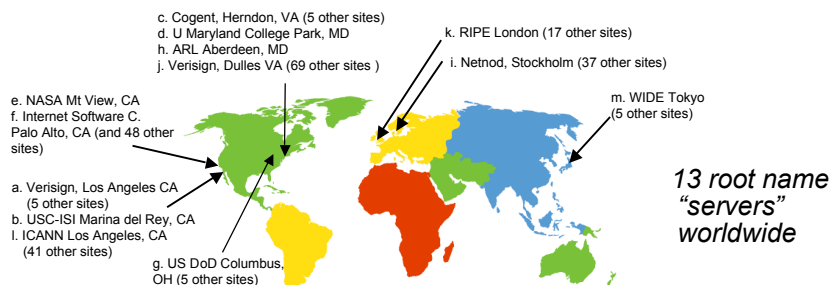 c. Cogent, Herndon, VA (5 other sites)
d. U Maryland College Park, MD
h. ARL Aberdeen, MD
j. Verisign, Dulles VA (69 other sites )
k. RIPE London (17 other sites)
i. Netnod, Stockholm (37 other sites)
m. WIDE Tokyo
(5 other sites)
e. NASA Mt View, CA
f. Internet Software C.
Palo Alto, CA (and 48 other
sites)
a. Verisign, Los Angeles CA
(5 other sites)
b. USC-ISI Marina del Rey, CA
l. ICANN Los Angeles, CA
(41 other sites)
g. US DoD Columbus,
OH (5 other sites)
13 root name
“servers”
worldwide